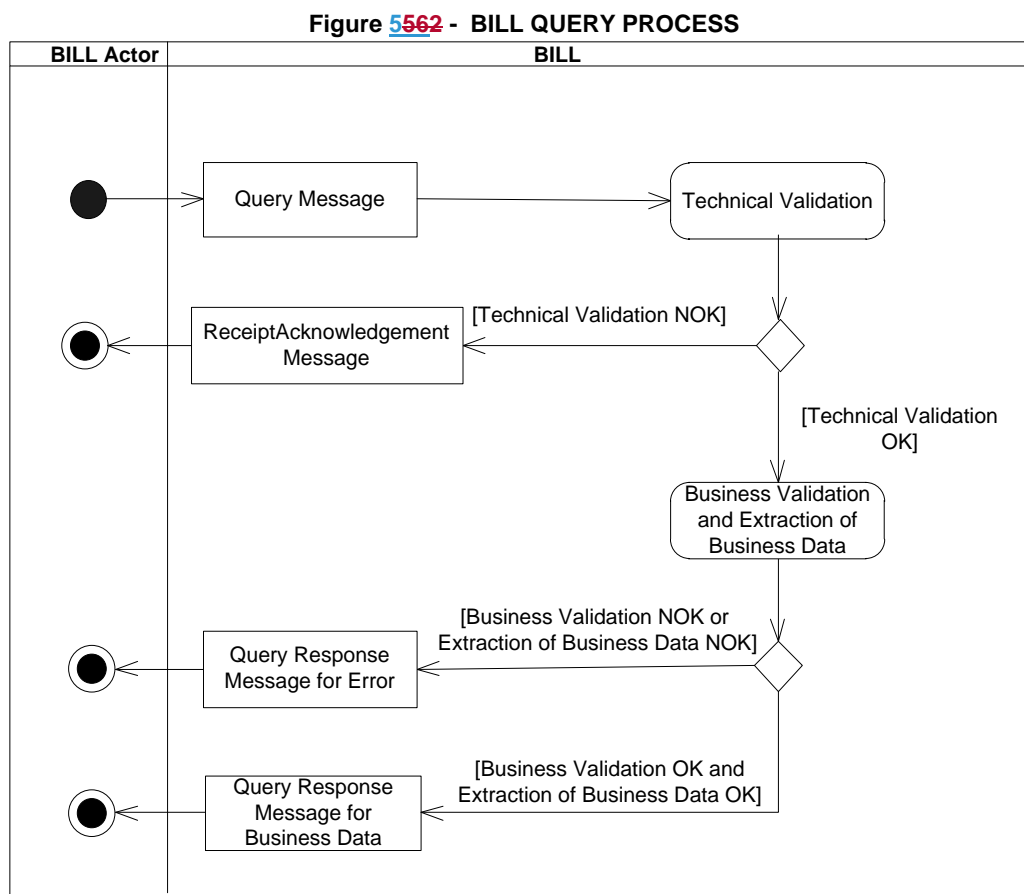 Figure 5562 - BILL QUERY PROCESS
BILL Actor
BILL
Query Message
Technical Validation
[Technical Validation NOK]
ReceiptAcknowledgement
Message
[Technical Validation
OK]
Business Validation
and Extraction of
Business Data
[Business Validation NOK or
Extraction of Business Data NOK]
Query Response
Message for Error
[Business Validation OK and
Extraction of Business Data OK]
Query Response
Message for
Business Data